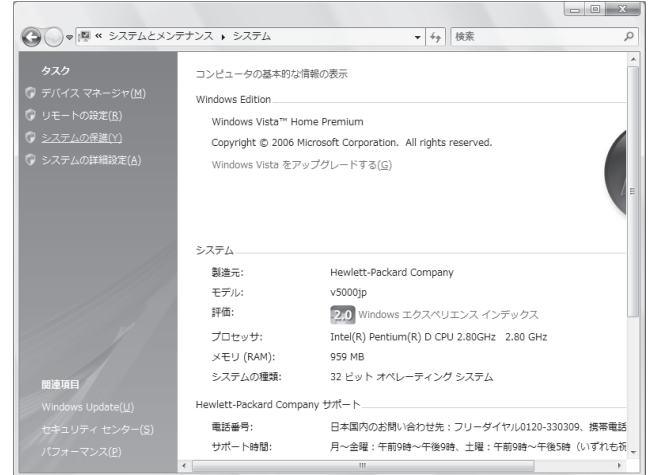 « システムとメンテナンス ▸ システム
検索
タスク
デバイス マネージャ(M)
リモートの設定(R)
システムの保護(Y)
システムの詳細設定(A)
関連項目
Windows Update(U)
セキュリティ センター(S)
パフォーマンス(P)
コンピュータの基本的な情報の表示
Windows Edition
Windows Vista™ Home Premium
Copyright © 2006 Microsoft Corporation. All rights reserved.
Windows Vista をアップグレードする(G)
システム
製造元: Hewlett-Packard Company
モデル: v5000jp
評価: 2.0 Windows エクスペリエンス インデックス
プロセッサ: Intel(R) Pentium(R) D CPU 2.80GHz 2.80 GHz
メモリ (RAM): 959 MB
システムの種類: 32 ビット オペレーティング システム
Hewlett-Packard Company サポート
電話番号: 日本国内のお問い合わせ先：フリーダイヤル0120-330309、携帯電話
サポート時間: 月～金曜：午前9時～午後9時、土曜：午前9時～午後5時（いずれも祝